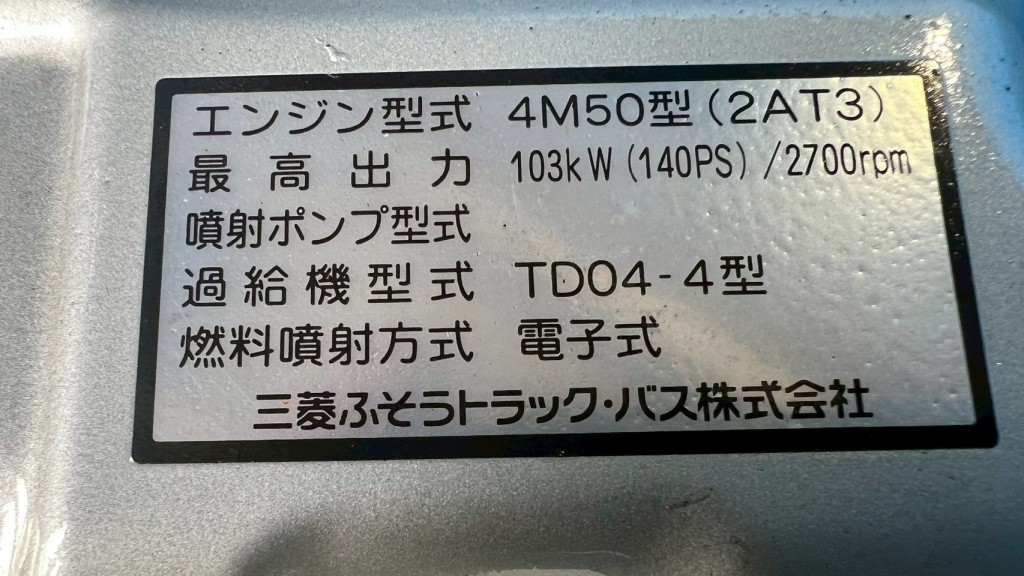 エンジン型式 4M50型(2AT3)
最高出力 103kW(140PS)/2700rpm
噴射ポンプ型式
過給機型式 TD04-4型
燃料噴射方式 電子式
三菱ふそうトラック・バス株式会社